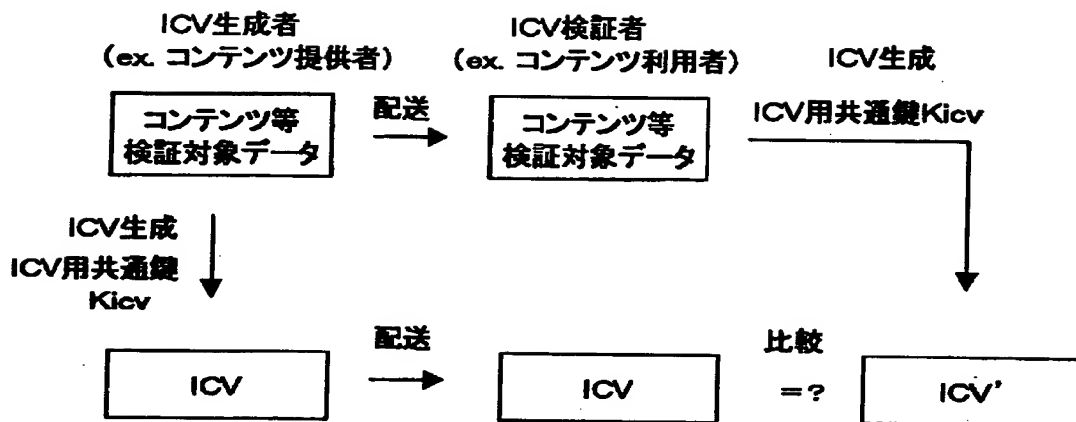 ICV生成者
(ex. コンテンツ提供者)
ICV検証者
(ex. コンテンツ利用者)
ICV生成
コンテンツ等
検証対象データ
配送
コンテンツ等
検証対象データ
ICV用共通鍵Kicv
ICV生成
ICV用共通鍵
Kicv
ICV
配送
ICV
比較
=?
ICV'